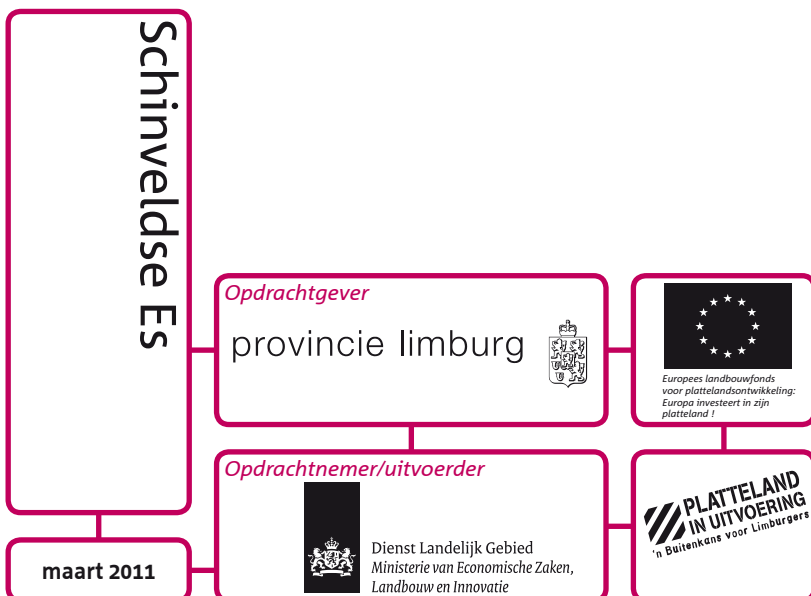 Schinveldse Es
Opdrachtgever
provincie limburg
Europees landbouwfonds
voor plattelandsontwikkeling:
Europa investeert in zijn
platteland !
Opdrachtnemer/uitvoerder
Dienst Landelijk Gebied
Ministerie van Economische Zaken,
Landbouw en Innovatie
PLATTELAND
IN UITVOERING
'n Buitenkans voor Limburgers
maart 2011